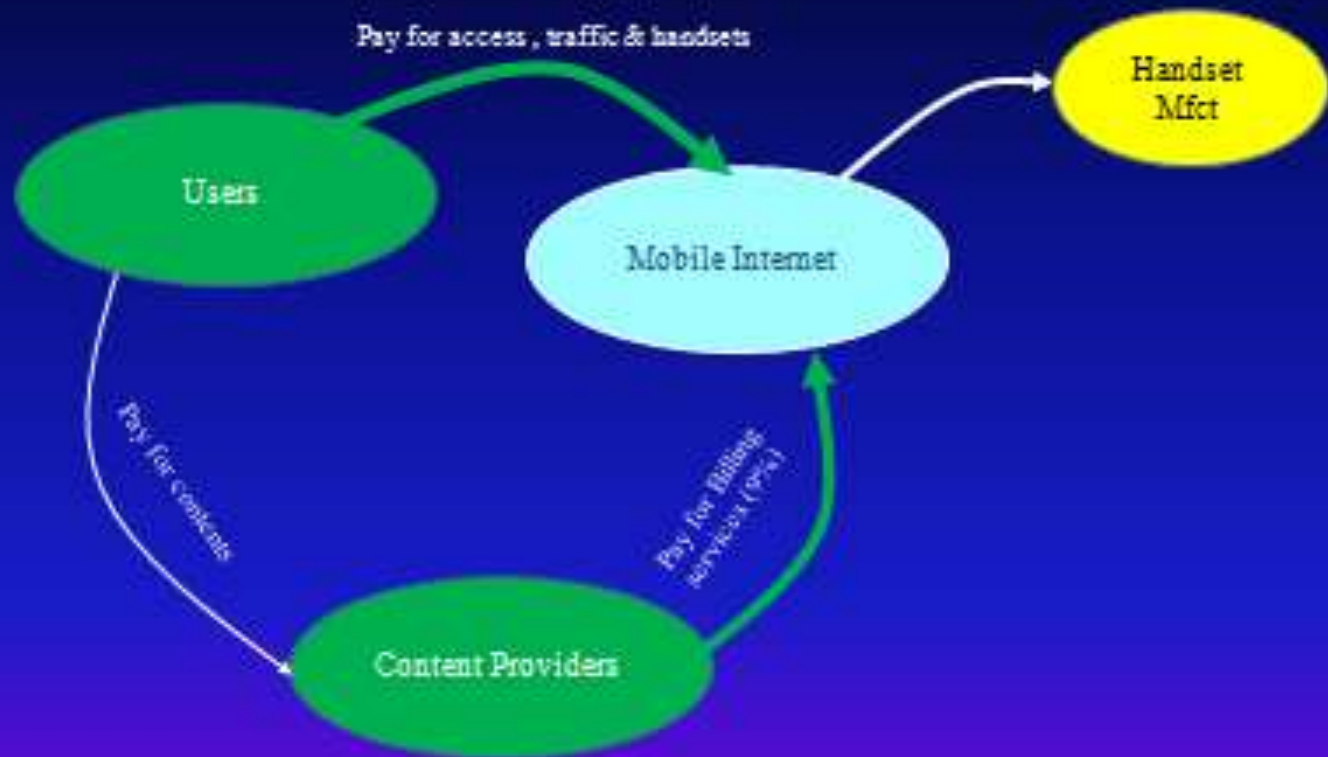 Pay for access , traffic & handsets
Handset
Mfct
Users
Mobile Internet
Pay for contents
Pay for Billing
services (9%)
Content Providers